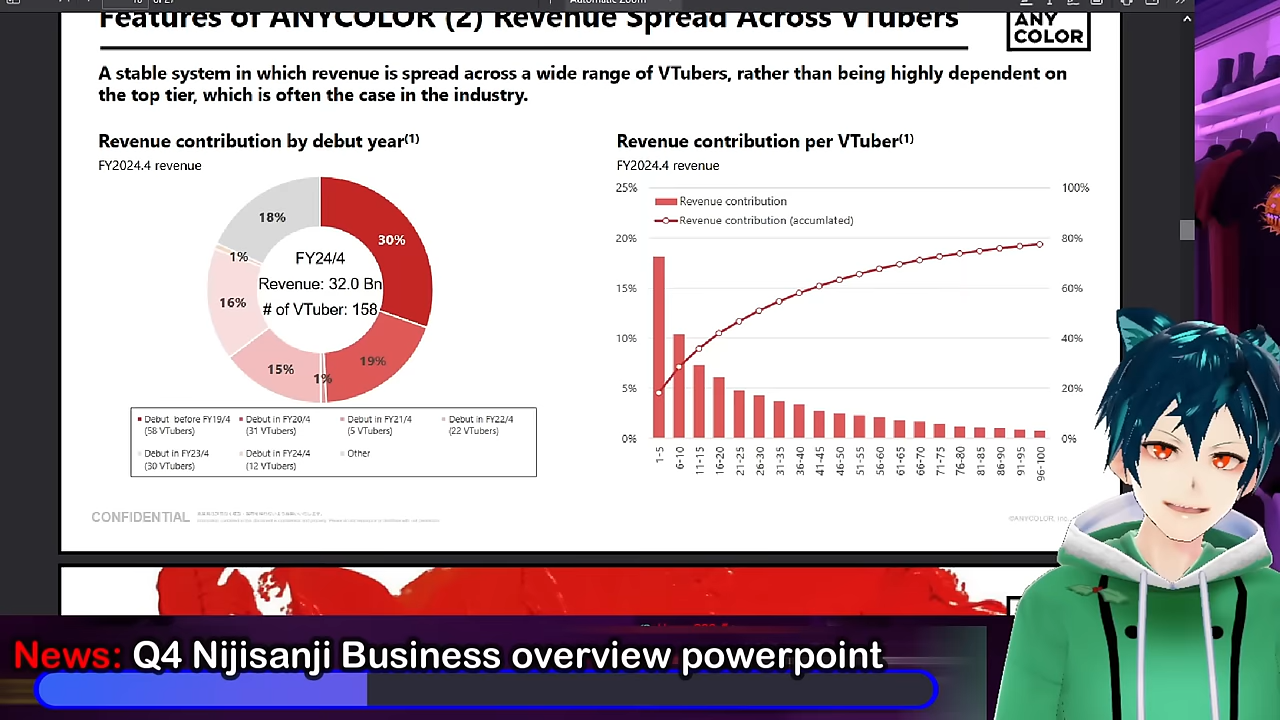 Automatic Zoom
Features of ANYCOLOR (2) Revenue Spread Across VTubers
ANY
COLOR
A stable system in which revenue is spread across a wide range of VTubers, rather than being highly dependent on
the top tier, which is often the case in the industry.
Revenue contribution by debut year(1)
FY2024.4 revenue
18%
30%
1%
16%
15%
1%
19%
FY24/4
Revenue: 32.0 Bn
# of VTuber: 158
Debut before FY19/4
(58 VTubers)
Debut in FY20/4
(31 VTubers)
Debut in FY21/4
(5 VTubers)
Debut in FY22/4
(22 VTubers)
Debut in FY23/4
(30 VTubers)
Debut in FY24/4
(12 VTubers)
Other
Revenue contribution per VTuber(1)
FY2024.4 revenue
Revenue contribution
Revenue contribution (accumlated)
25%
20%
15%
10%
5%
0%
100%
80%
60%
40%
20%
0%
1-5
6-10
11-15
16-20
21-25
26-30
31-35
36-40
41-45
46-50
51-55
56-60
61-65
66-70
71-75
76-80
81-85
86-90
91-95
96-100
CONFIDENTIAL
©ANYCOLOR, Inc.
News: Q4 Nijisanji Business overview powerpoint